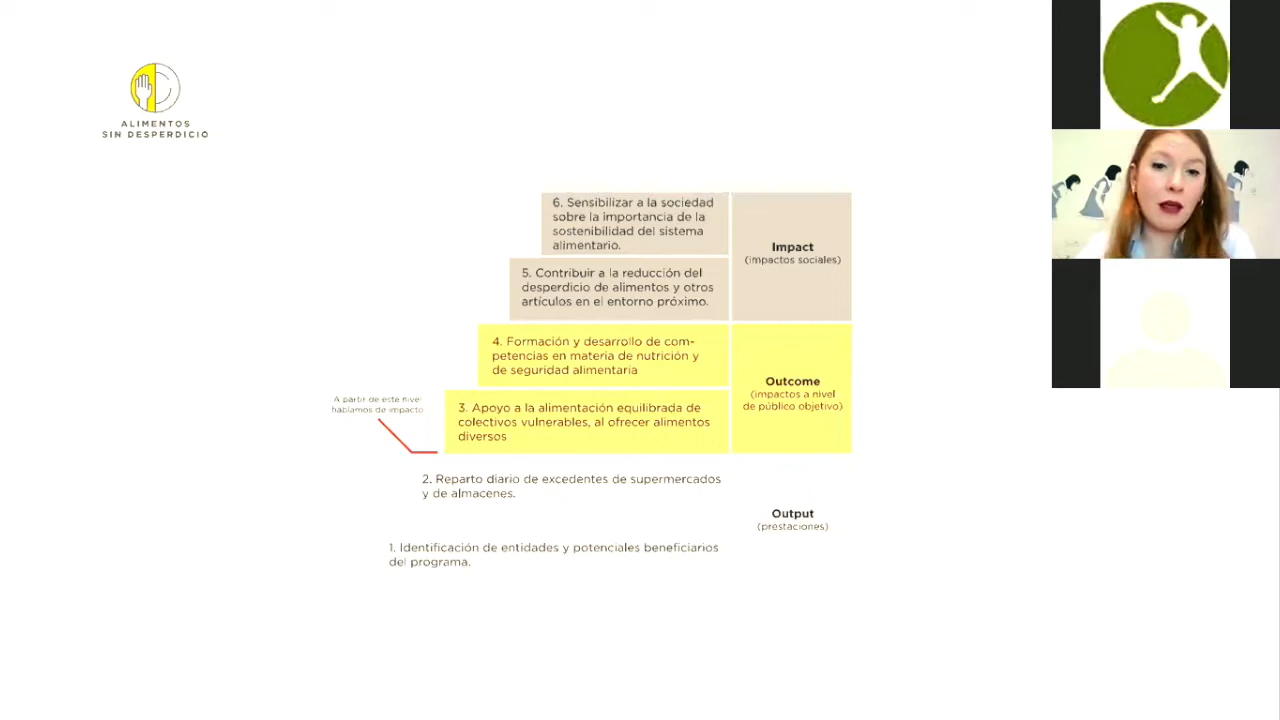 ALIMENTOS
SIN DESPERDICIO
6. Sensibilizar a la sociedad
sobre la importancia de la
sostenibilidad del sistema
alimentario.
Impact
(impactos sociales)
5. Contribuir a la reducción del
desperdicio de alimentos y otros
artículos en el entorno próximo.
4. Formación y desarrollo de com-
petencias en materia de nutrición y
de seguridad alimentaria
Outcome
(impactos a nivel
de público objetivo)
A partir de este nivel
hablamos de impacto
3. Apoyo a la alimentación equilibrada de
colectivos vulnerables, al ofrecer alimentos
diversos
2. Reparto diario de excedentes de supermercados
y de almacenes.
Output
(prestaciones)
1. Identificación de entidades y potenciales beneficiarios
del programa.